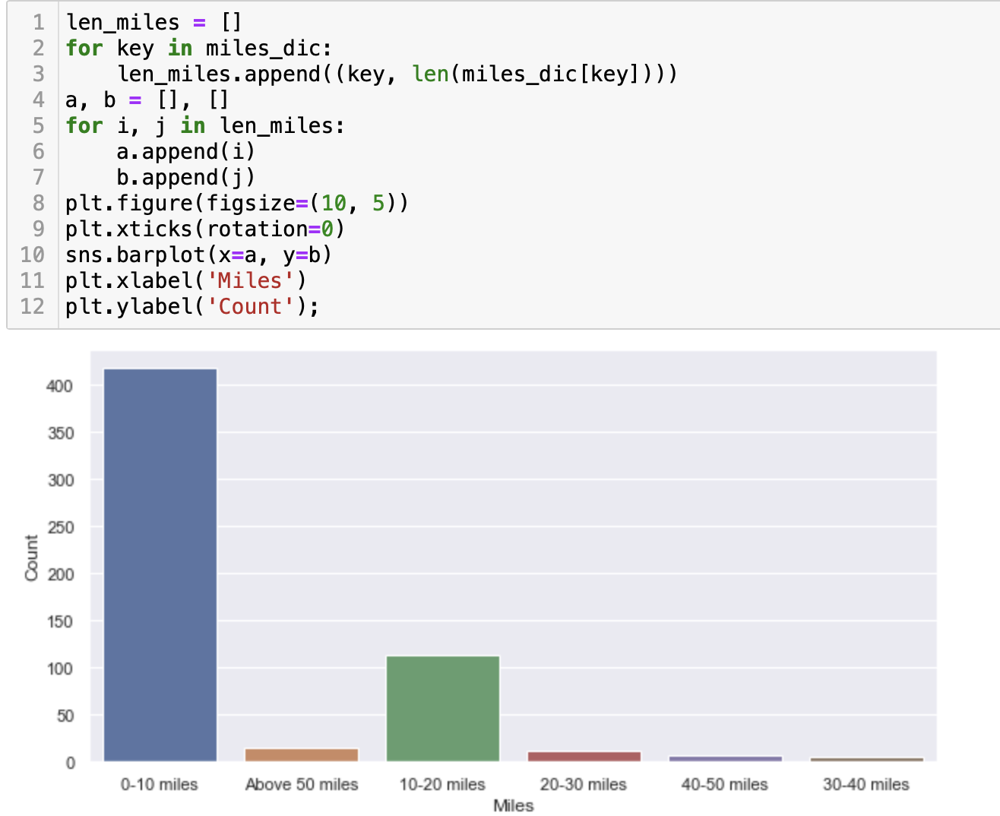 1 len_miles = []
2 for key in miles_dic:
3     len_miles.append((key, len(miles_dic[key])))
4 a, b = [], []
5 for i, j in len_miles:
6     a.append(i)
7     b.append(j)
8 plt.figure(figsize=(10, 5))
9 plt.xticks(rotation=0)
10 sns.barplot(x=a, y=b)
11 plt.xlabel('Miles')
12 plt.ylabel('Count');
400
350
300
250
200
150
100
50
0
Count
0-10 miles Above 50 miles 10-20 miles 20-30 miles 40-50 miles 30-40 miles
Miles